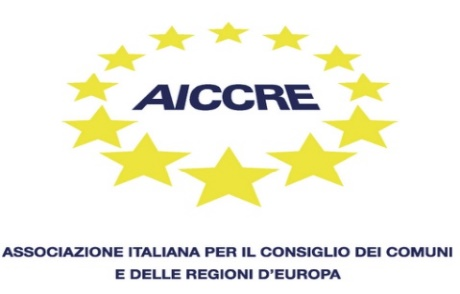 AICCRE
ASSOCIAZIONE ITALIANA PER IL CONSIGLIO DEI COMUNI
E DELLE REGIONI D'EUROPA